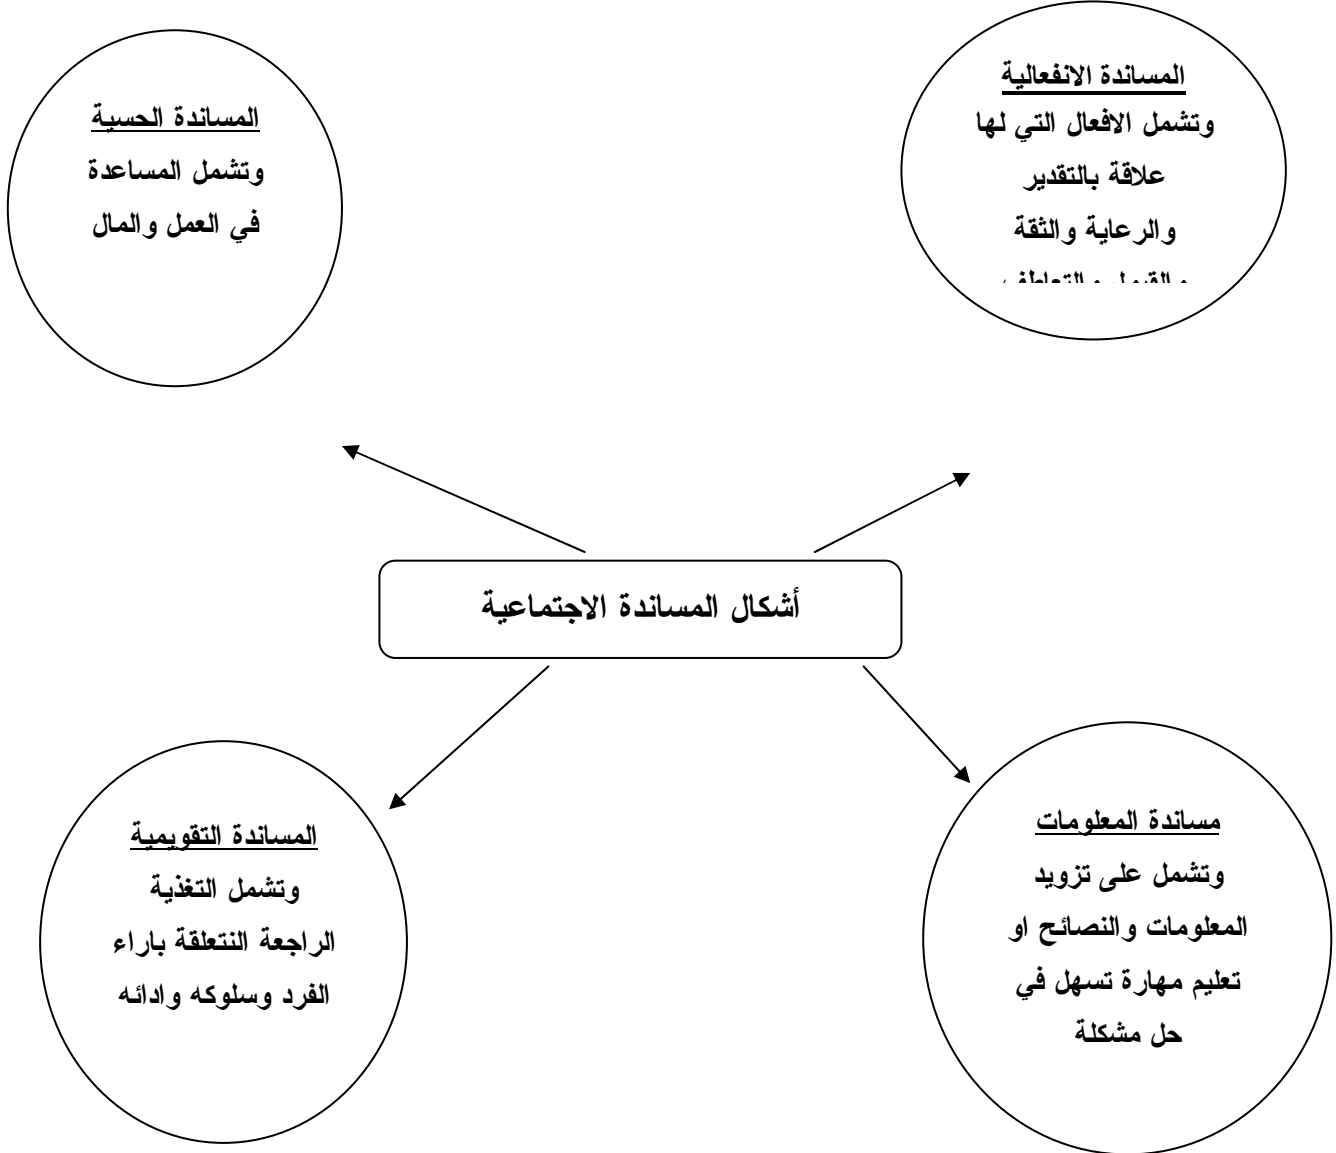 المساندة الانفعالية
وتشمل الافعال التي لها
علاقة بالتقدير
والرعاية والثقة
والقبول والتعاطف
المساندة الحسية
وتشمل المساعدة
في العمل والمال
أشكال المساندة الاجتماعية
مساندة المعلومات
وتشمل على تزويد
المعلومات والنصائح او
تعليم مهارة تسهل في
حل مشكلة
المساندة التقويمية
وتشمل التغذية
الراجعة النتعلقة باراء
الفرد وسلوكه وادائه